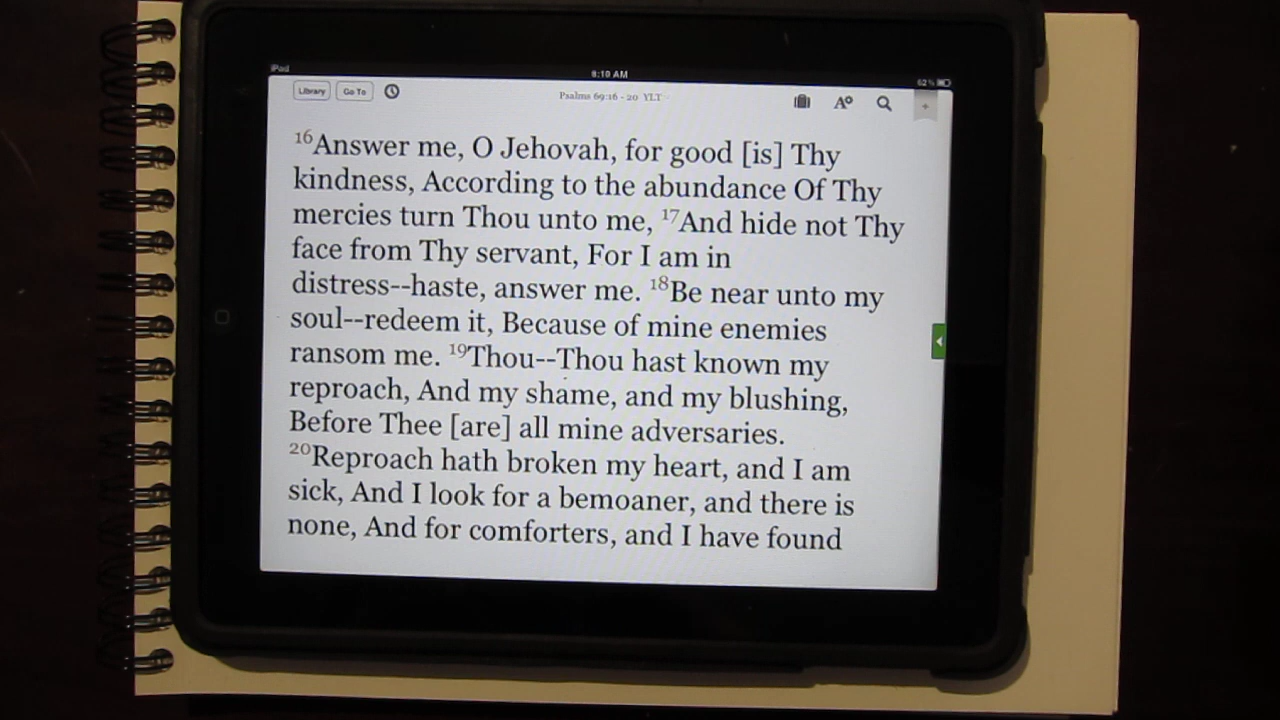 iPad
8:10 AM
62%
Library
Go To
Psalms 69:16 - 20 YLT
A
16Answer me, O Jehovah, for good [is] Thy
kindness, According to the abundance Of Thy
mercies turn Thou unto me, 17And hide not Thy
face from Thy servant, For I am in
distress--haste, answer me. 18Be near unto my
soul--redeem it, Because of mine enemies
ransom me. 19Thou--Thou hast known my
reproach, And my shame, and my blushing,
Before Thee [are] all mine adversaries.
20Reproach hath broken my heart, and I am
sick, And I look for a bemoaner, and there is
none, And for comforters, and I have found